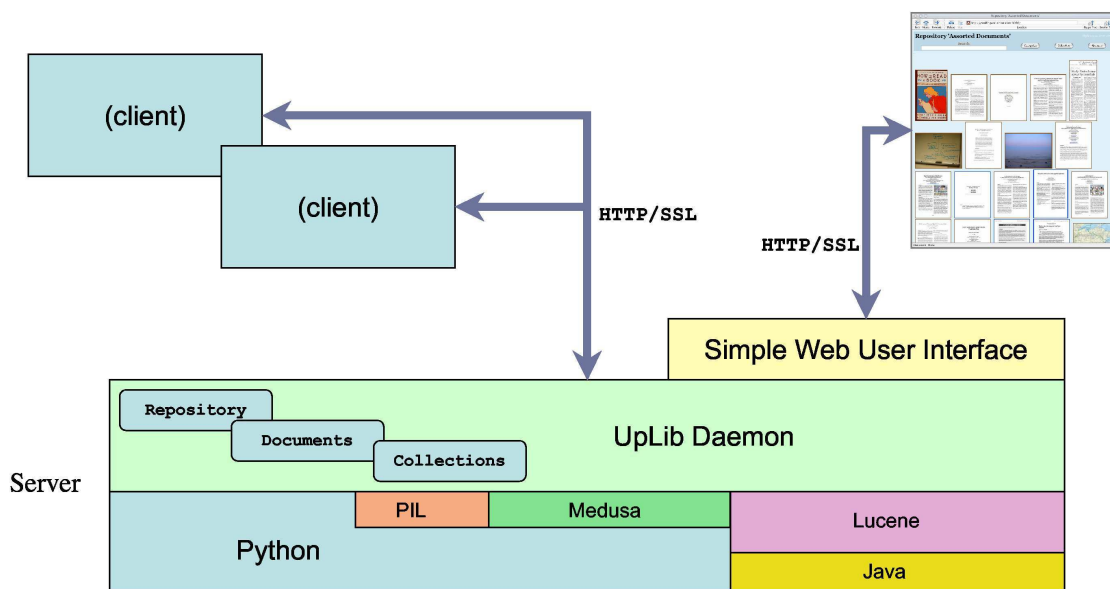 Repository 'Assorted Documents'
(client)
(client)
HTTP/SSL
HTTP/SSL
Simple Web User Interface
Repository
Documents
Collections
UpLib Daemon
Server
PIL
Medusa
Lucene
Python
Java